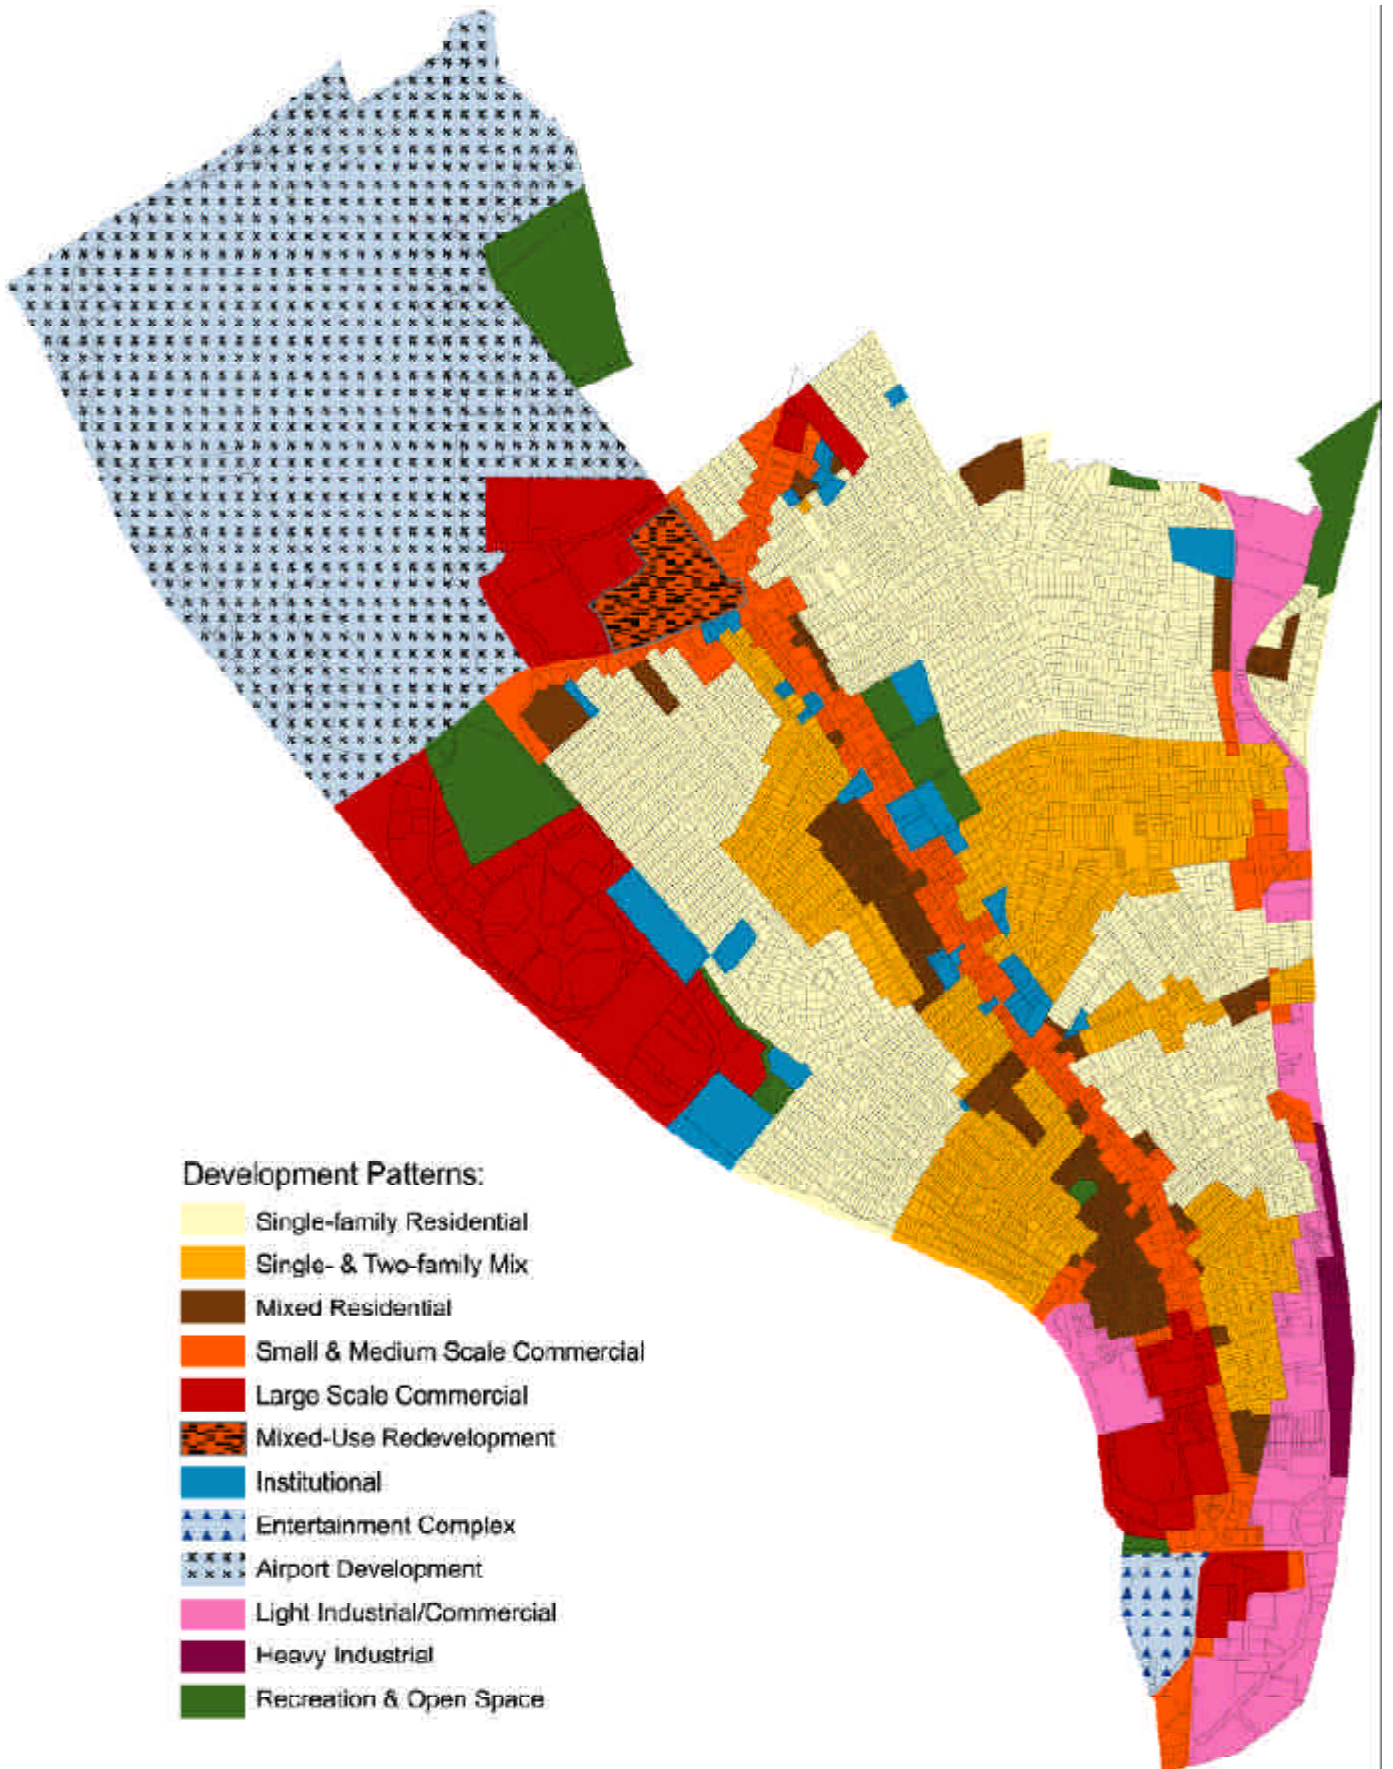 Development Patterns:
Single-family Residential
Single- & Two-family Mix
Mixed Residential
Small & Medium Scale Commercial
Large Scale Commercial
Mixed-Use Redevelopment
Institutional
Entertainment Complex
Airport Development
Light Industrial/Commercial
Heavy Industrial
Recreation & Open Space